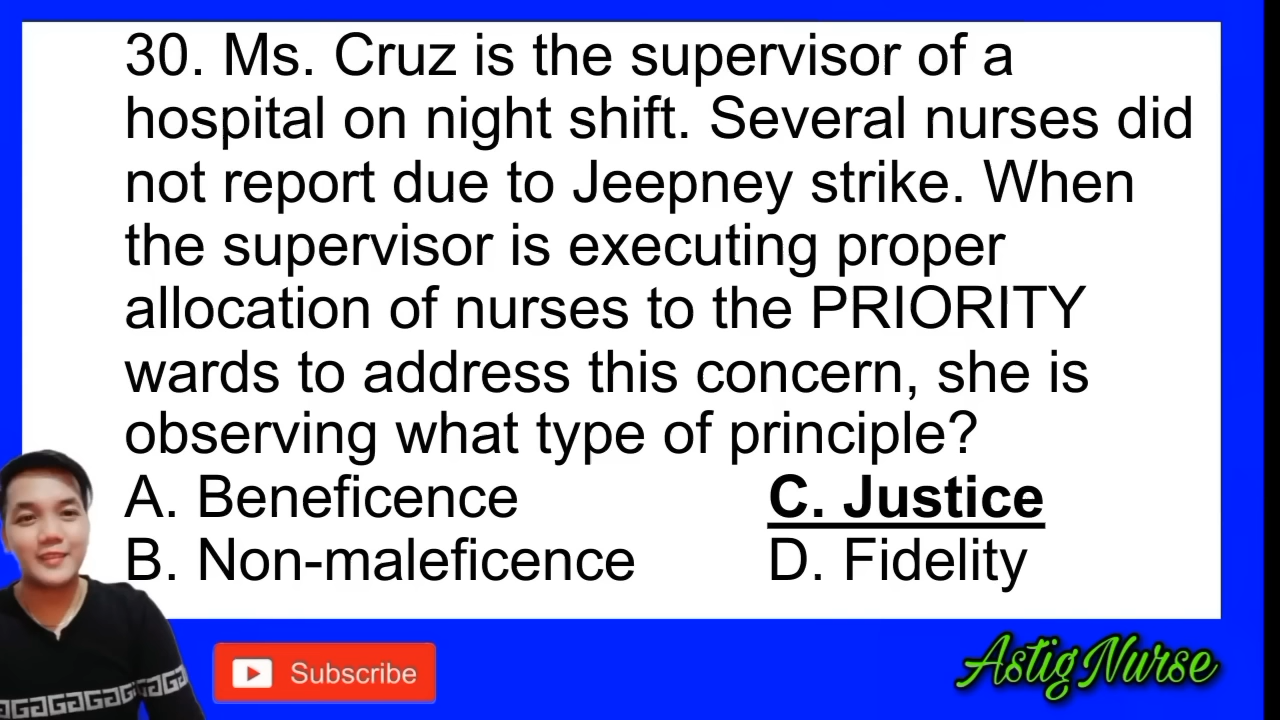 30. Ms. Cruz is the supervisor of a
hospital on night shift. Several nurses did
not report due to Jeepney strike. When
the supervisor is executing proper
allocation of nurses to the PRIORITY
wards to address this concern, she is
observing what type of principle?
A. Beneficence
C. Justice
B. Non-maleficence
D. Fidelity
Subscribe
Astig Nurse